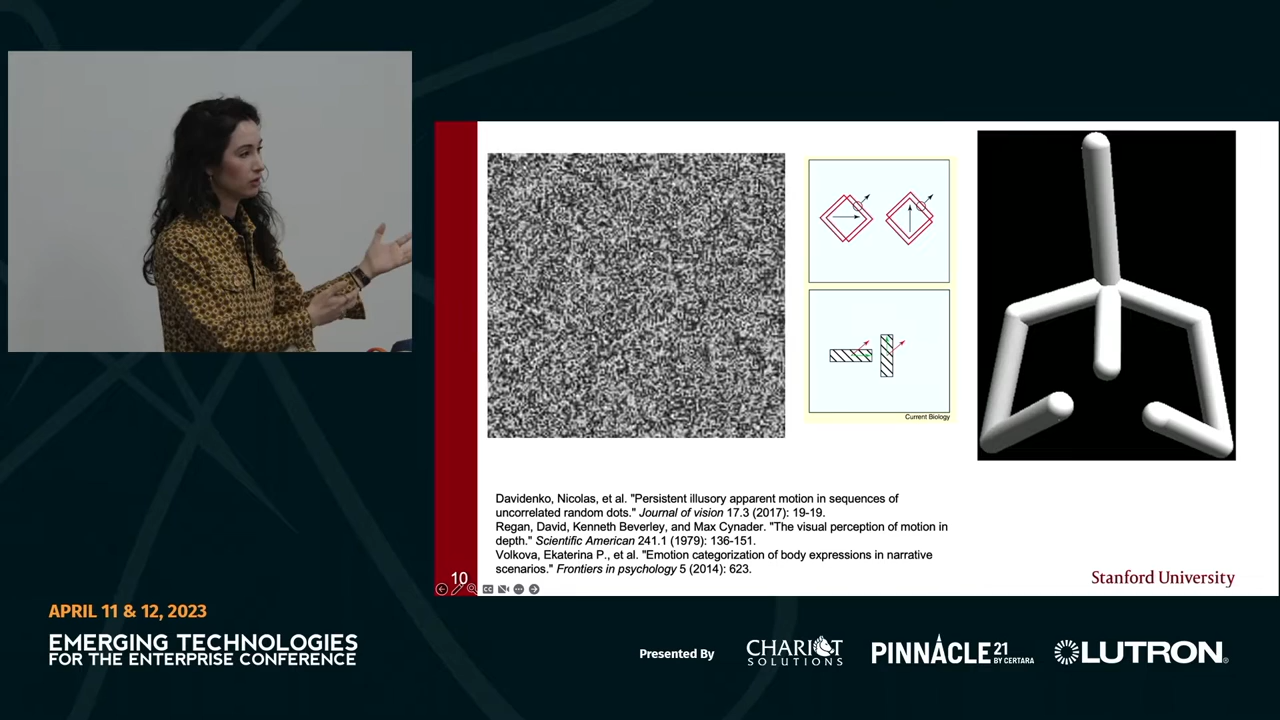 Current Biology
Davidenko, Nicolas, et al. "Persistent illusory apparent motion in sequences of
uncorrelated random dots." Journal of vision 17.3 (2017): 19-19.
Regan, David, Kenneth Beverley, and Max Cynader. "The visual perception of motion in
depth." Scientific American 241.1 (1979): 136-151.
Volkova, Ekaterina P., et al. "Emotion categorization of body expressions in narrative
scenarios." Frontiers in psychology 5 (2014): 623.
10
Stanford University
APRIL 11 & 12, 2023
EMERGING TECHNOLOGIES
FOR THE ENTERPRISE CONFERENCE
Presented By
CHARIOT
SOLUTIONS
PINNACLE 21
BY CERTARA
LUTRON®